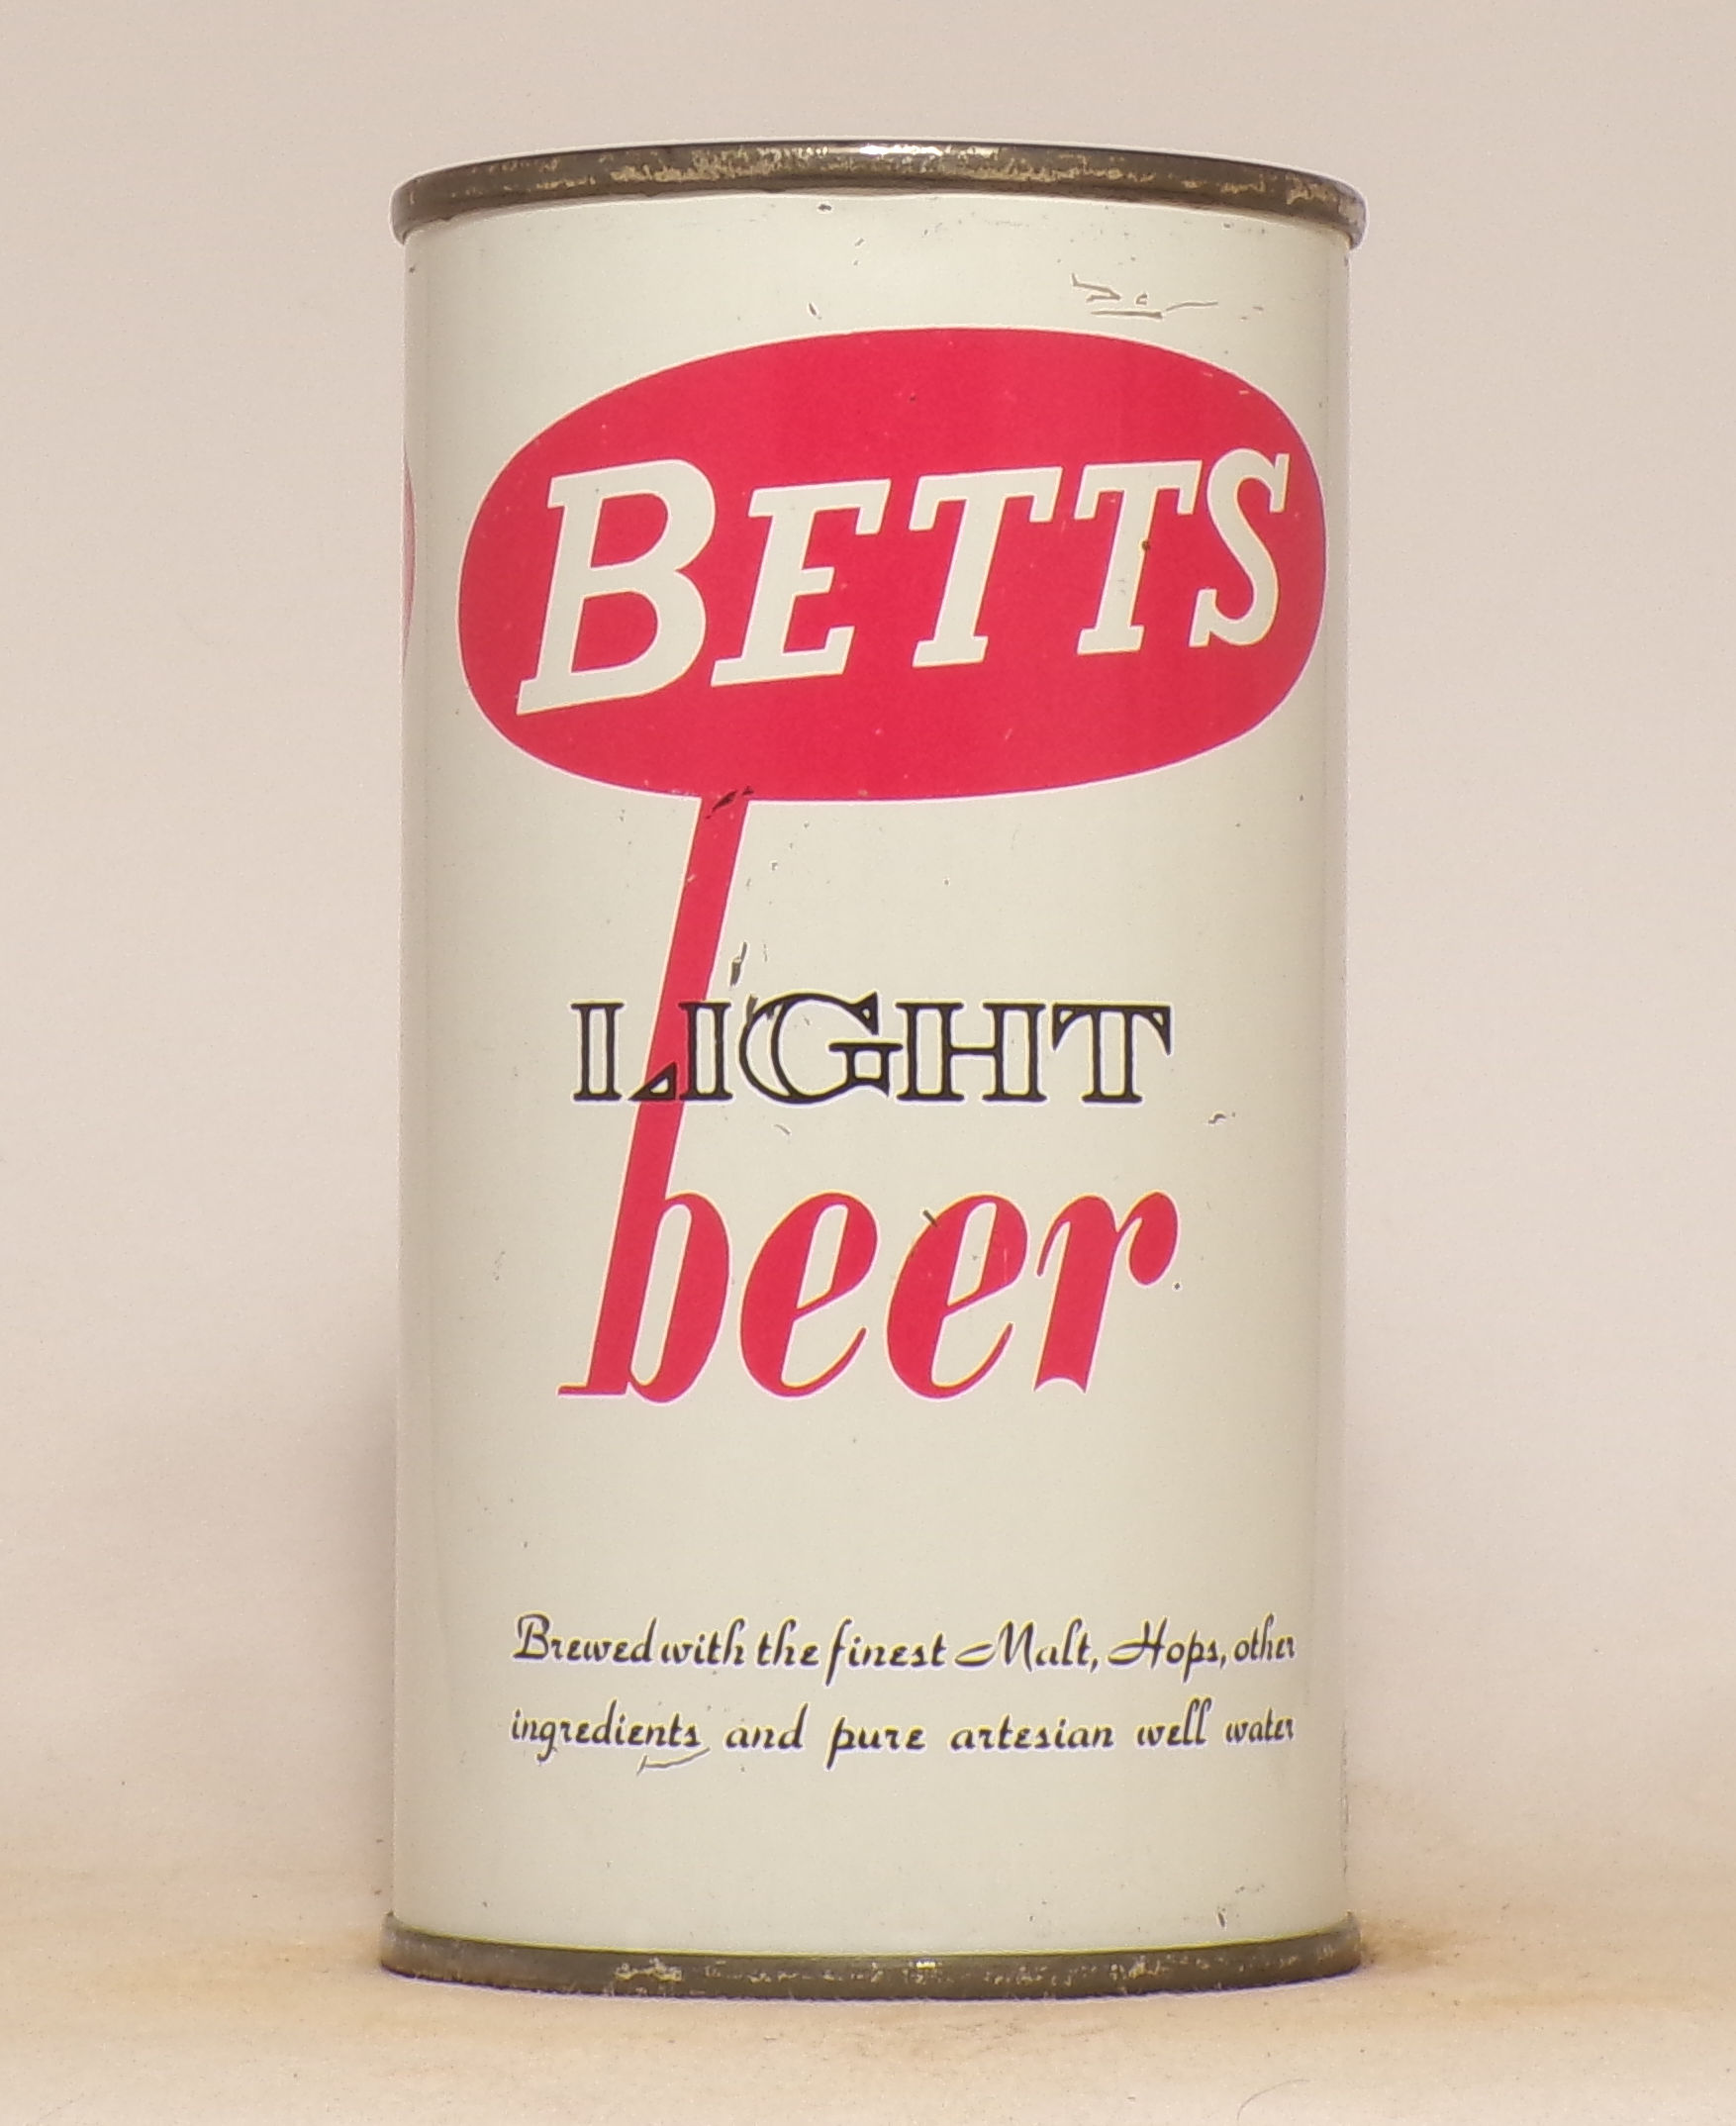 BETTS
LIGHT
beer
Brewed with the finest Malt, Hops, other
ingredients and pure artesian well water